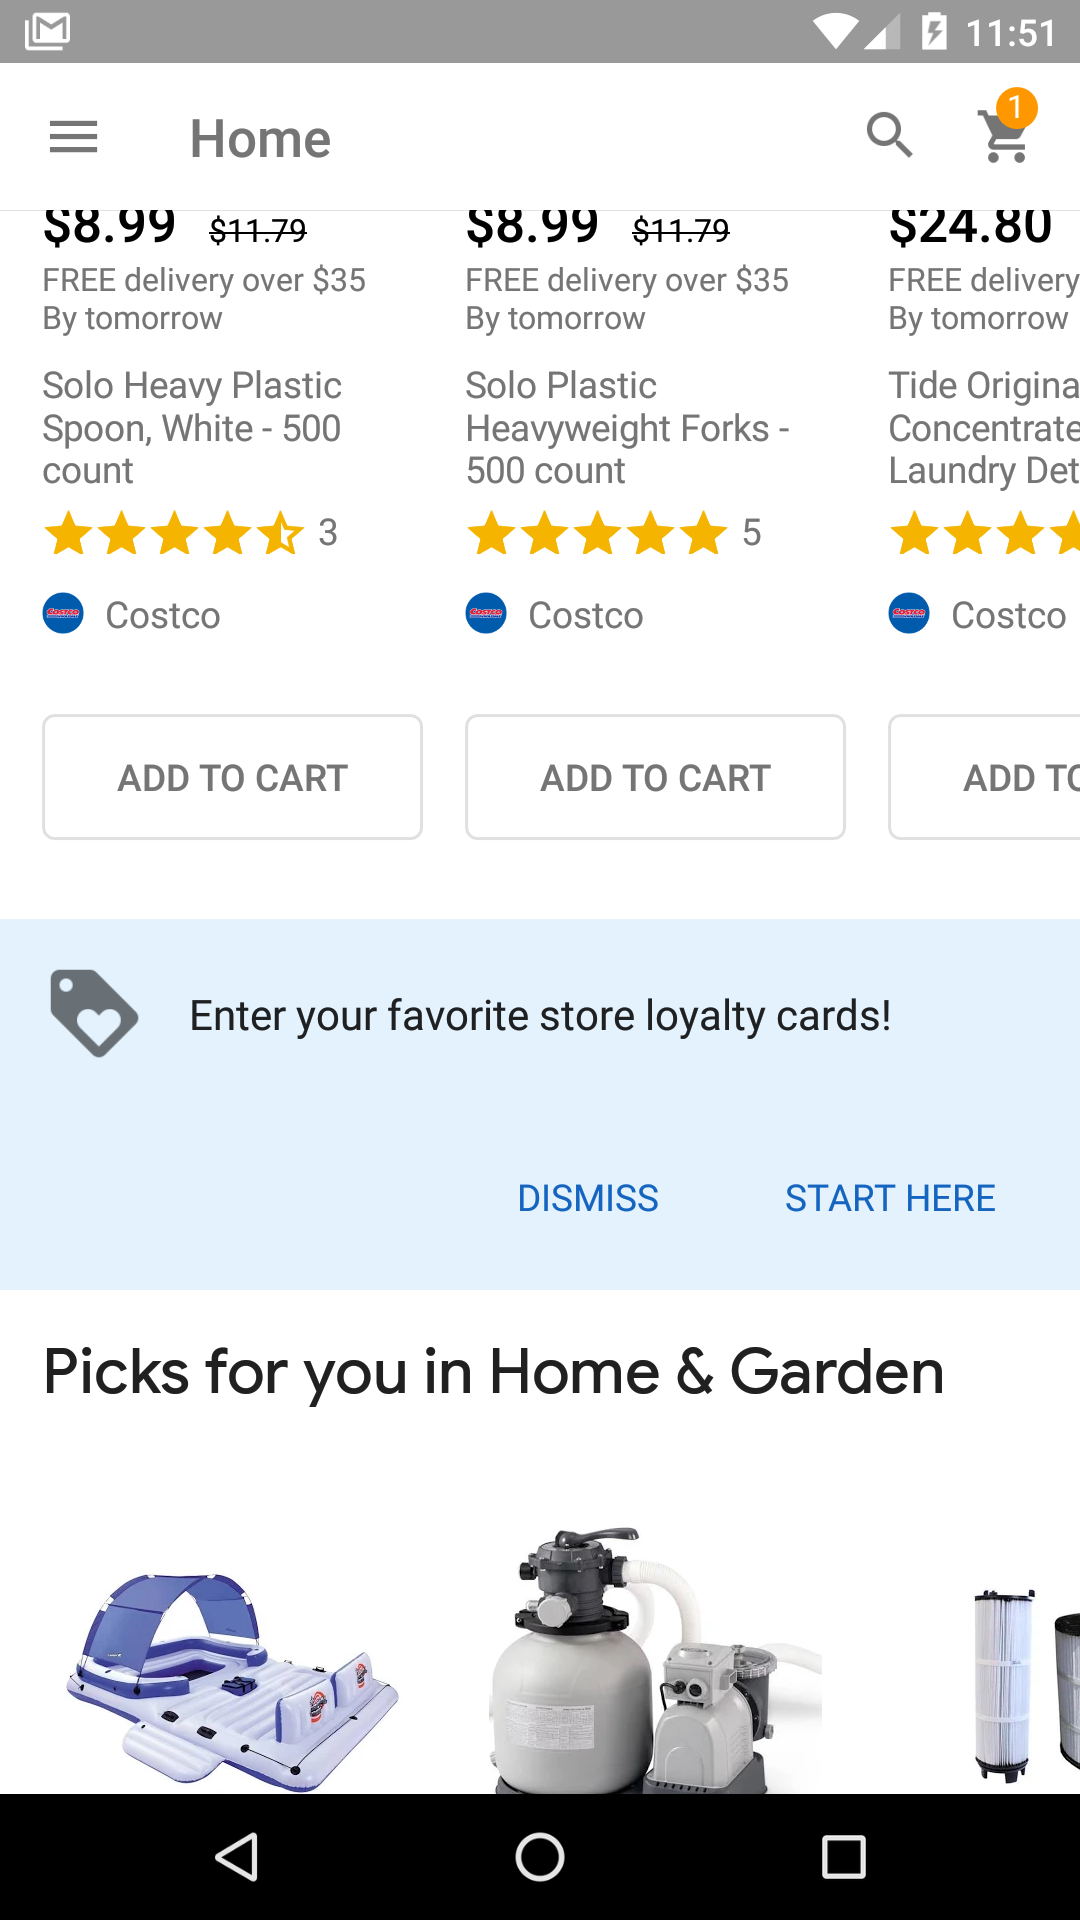 11:51
Home
1
$8.99 $11.79
FREE delivery over $35
By tomorrow
Solo Heavy Plastic
Spoon, White - 500
count
3
Costco
ADD TO CART
$8.99 $11.79
FREE delivery over $35
By tomorrow
Solo Plastic
Heavyweight Forks -
500 count
5
Costco
ADD TO CART
$24.80
FREE delivery
By tomorrow
Tide Origina
Concentrate
Laundry Det
Costco
ADD TO
Enter your favorite store loyalty cards!
DISMISS START HERE
Picks for you in Home & Garden